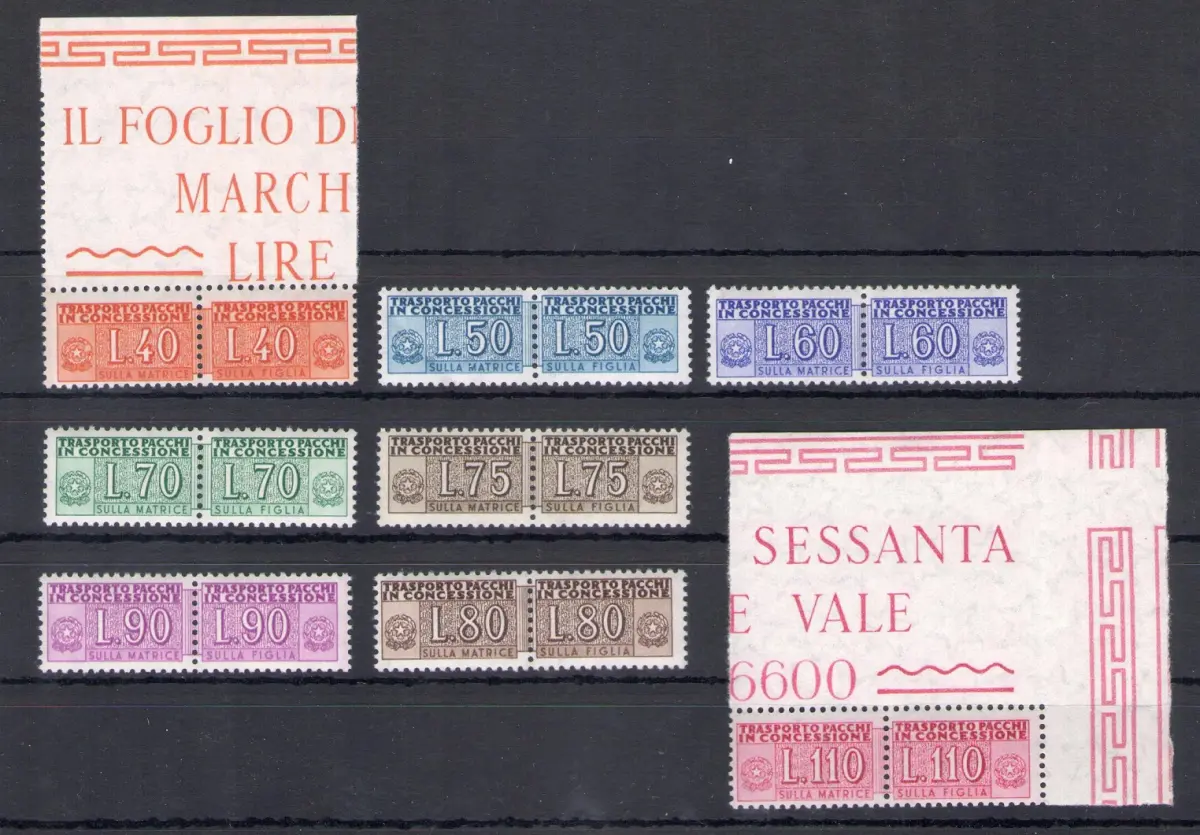 IL FOGLIO DI
MARCH
LIRE
TRASPORTO PACCHI TRASPORTO PACCHI
IN CONCESSIONE IN CONCESSIONE
L.40 L.40
SULLA MATRICE SULLA FIGLIA
TRASPORTO PACCHI TRASPORTO PACCHI
IN CONCESSIONE IN CONCESSIONE
L.50 L.50
SULLA MATRICE SULLA FIGLIA
TRASPORTO PACCHI TRASPORTO PACCHI
IN CONCESSIONE IN CONCESSIONE
L.60 L.60
SULLA MATRICE SULLA FIGLIA
TRASPORTO PACCHI TRASPORTO PACCHI
IN CONCESSIONE IN CONCESSIONE
L.70 L.70
SULLA MATRICE SULLA FIGLIA
TRASPORTO PACCHI TRASPORTO PACCHI
IN CONCESSIONE IN CONCESSIONE
L.75 L.75
SULLA MATRICE SULLA FIGLIA
TRASPORTO PACCHI TRASPORTO PACCHI
IN CONCESSIONE IN CONCESSIONE
L.90 L.90
SULLA MATRICE SULLA FIGLIA
TRASPORTO PACCHI TRASPORTO PACCHI
IN CONCESSIONE IN CONCESSIONE
L.80 L.80
SULLA MATRICE SULLA FIGLIA
SESSANTA
E VALE
6600
TRASPORTO PACCHI TRASPORTO PACCHI
IN CONCESSIONE IN CONCESSIONE
L.110 L.110
SULLA MATRICE SULLA FIGLIA